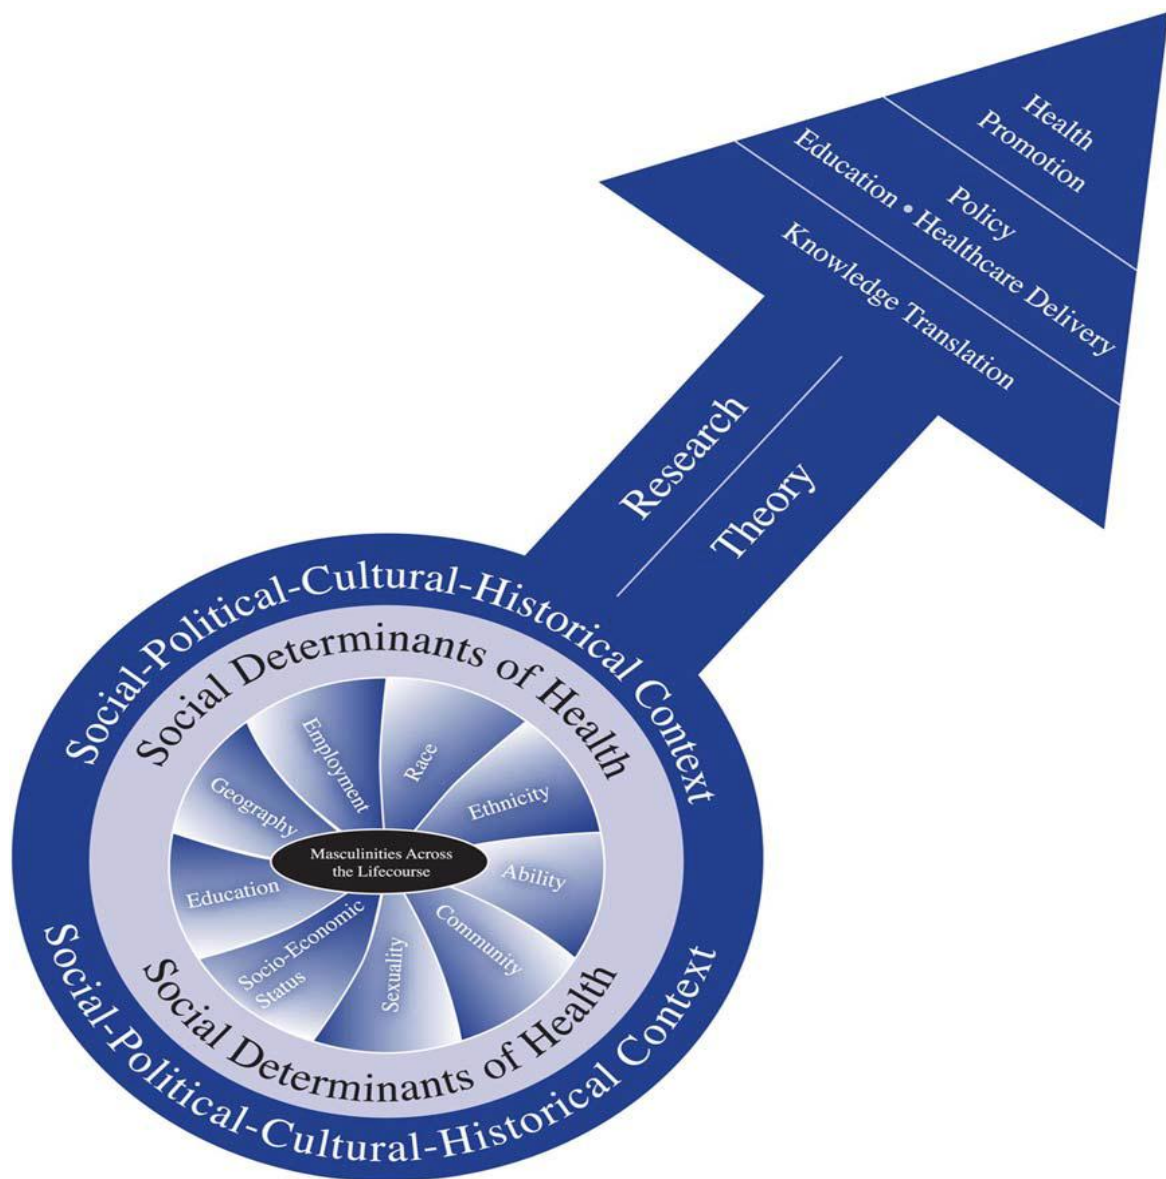 Health
Promotion
Policy
Education • Healthcare Delivery
Knowledge Translation
Research
Theory
Social-Political-Cultural-Historical Context
Social Determinants of Health
Employment
Race
Geography
Ethnicity
Masculinities Across
the Lifecourse
Education
Ability
Socio-Economic
Status
Sexuality
Community
Social Determinants of Health
Social-Political-Cultural-Historical Context